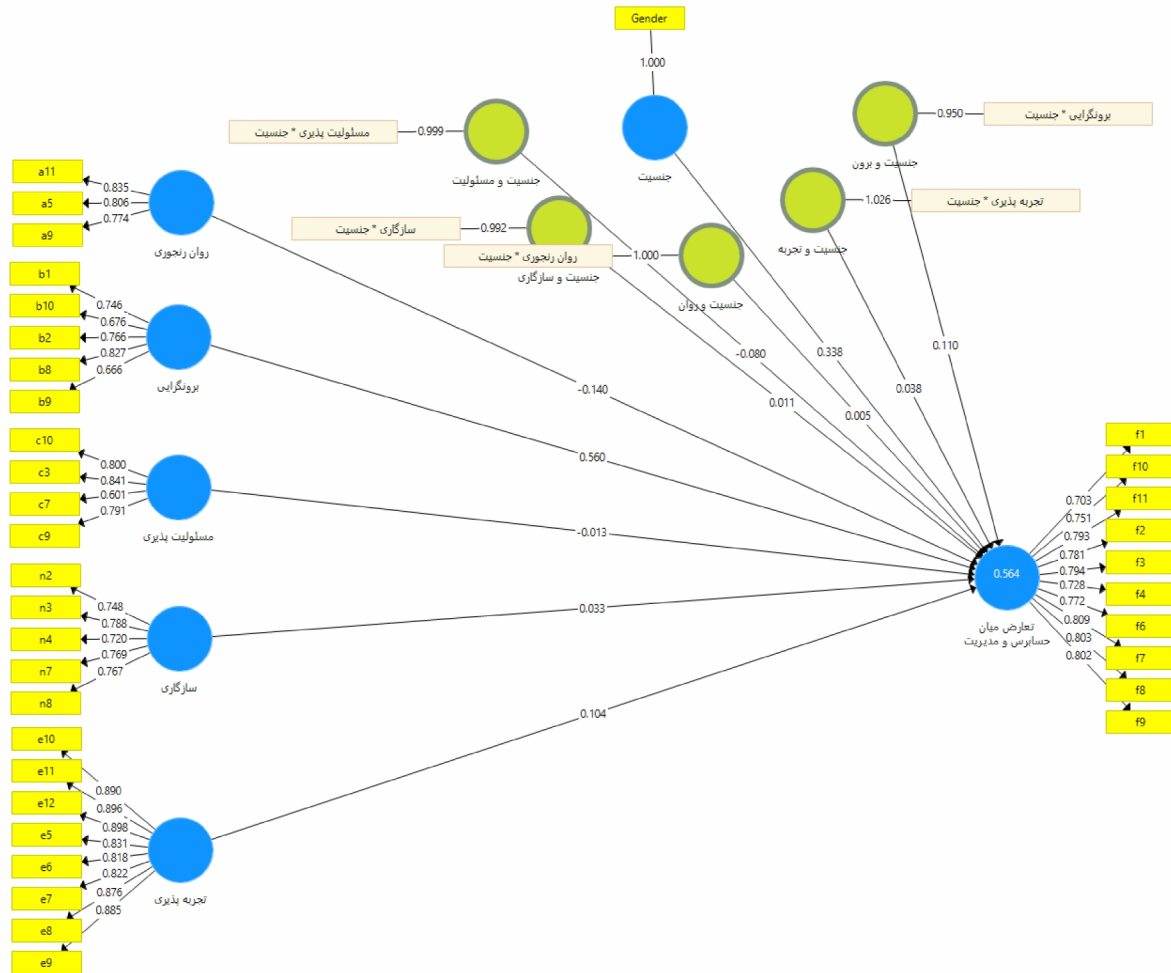 Gender
1.000
مسئولیت پذیری * جنسیت
0.999
جنسیت و مسئولیت
جنسیت
0.950
برونگرایی * جنسیت
جنسیت و برون
سازگاری * جنسیت
0.992
جنسیت و سازگاری
روان رنجوری * جنسیت
1.000
جنسیت و روان
1.026
تجربه پذیری * جنسیت
جنسیت و تجربه
a11
a5
a9
0.835
0.806
0.774
روان رنجوری
b1
b10
b2
b8
b9
0.746
0.676
0.766
0.827
0.666
برونگرایی
c10
c3
c7
c9
0.800
0.841
0.601
0.791
مسئولیت پذیری
n2
n3
n4
n7
n8
0.748
0.788
0.720
0.769
0.767
سازگاری
e10
e11
e12
e5
e6
e7
e8
e9
0.890
0.896
0.898
0.831
0.818
0.822
0.876
0.885
تجربه پذیری
-0.140
0.560
-0.013
0.033
0.104
-0.080
0.011
0.338
0.005
0.038
0.110
0.564
تعارض میان
حسابرس و مدیریت
0.703
0.751
0.793
0.781
0.794
0.728
0.772
0.809
0.803
0.802
f1
f10
f11
f2
f3
f4
f6
f7
f8
f9